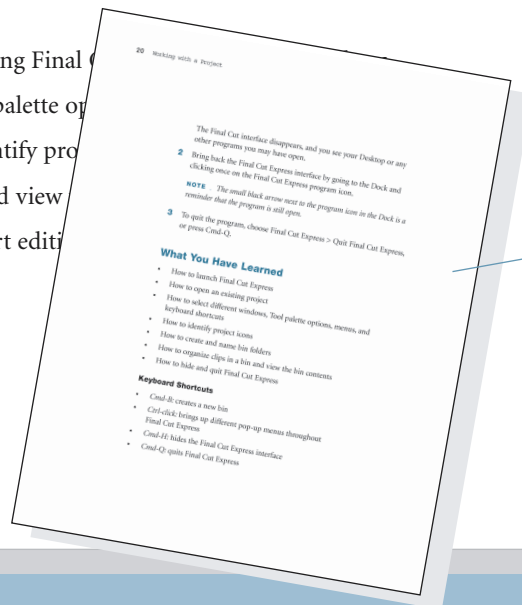 ng Final
palette op
ntify pro
d view
rt editi
20 Working with a Project
The Final Cut interface disappears, and you see your Desktop or any
other programs you may have open.
2 Bring back the Final Cut Express interface by going to the Dock and
clicking once on the Final Cut Express program icon.
NOTE The small black arrow next to the program icon in the Dock is a
reminder that the program is still open.
3 To quit the program, choose Final Cut Express > Quit Final Cut Express,
or press Cmd-Q.
What You Have Learned
• How to launch Final Cut Express
• How to open an existing project
• How to select different windows, Tool palette options, menus, and
keyboard shortcuts
• How to identify project icons
• How to create and name bin folders
• How to organize clips in a bin and view the bin contents
• How to hide and quit Final Cut Express
Keyboard Shortcuts
• Cmd-B: creates a new bin
• Ctrl-click: brings up different pop-up menus throughout
Final Cut Express
• Cmd-H: hides the Final Cut Express interface
• Cmd-Q: quits Final Cut Express